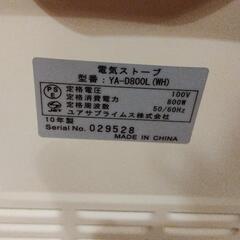 電気ストーブ
型番: YA-D800L(WH)
PS
E
定格電圧 100V
定格消費電力 800W
定格周波数 50/60Hz
10年製 ユアサプライムス株式会社
Serial No. 029528
MADE IN CHINA